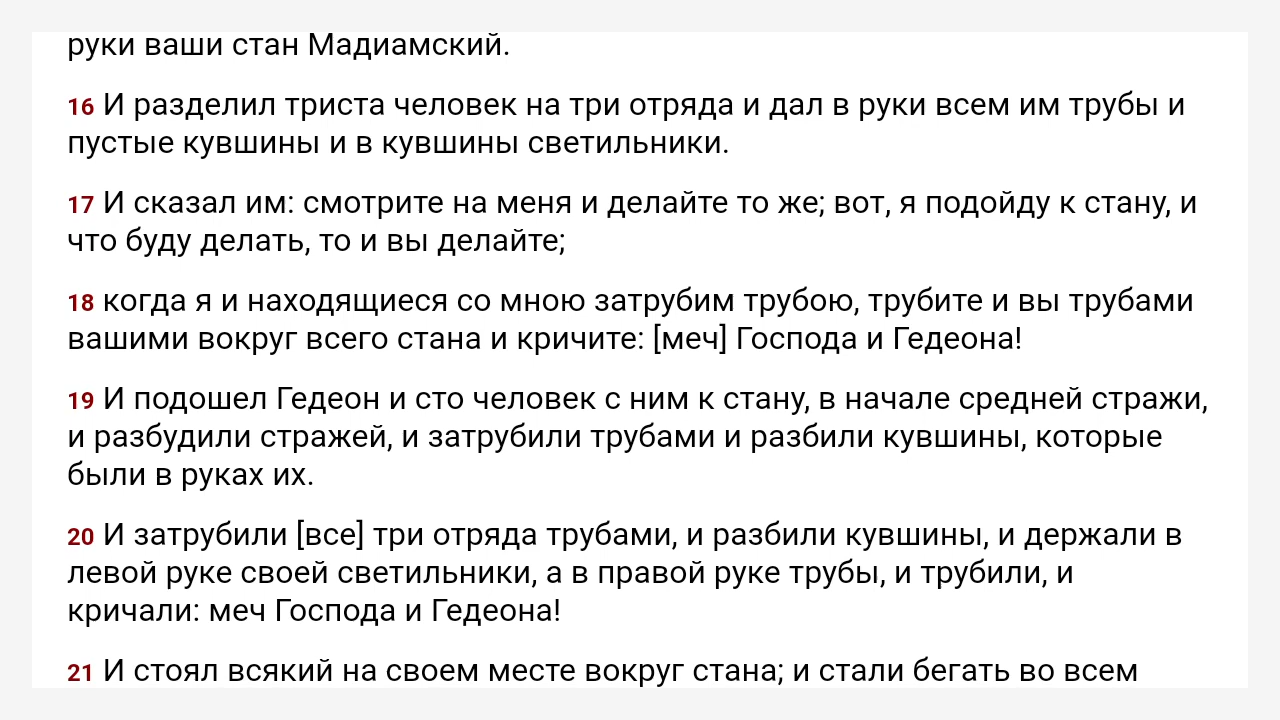 руки ваши стан Мадиамский.
16 И разделил триста человек на три отряда и дал в руки всем им трубы и
пустые кувшины и в кувшины светильники.
17 И сказал им: смотрите на меня и делайте то же; вот, я подойду к стану, и
что буду делать, то и вы делайте;
18 когда я и находящиеся со мною затрубим трубою, трубите и вы трубами
вашими вокруг всего стана и кричите: [меч] Господа и Гедеона!
19 И подошел Гедеон и сто человек с ним к стану, в начале средней стражи,
и разбудили стражей, и затрубили трубами и разбили кувшины, которые
были в руках их.
20 И затрубили [все] три отряда трубами, и разбили кувшины, и держали в
левой руке своей светильники, а в правой руке трубы, и трубили, и
кричали: меч Господа и Гедеона!
21 И стоял всякий на своем месте вокруг стана; и стали бегать во всем